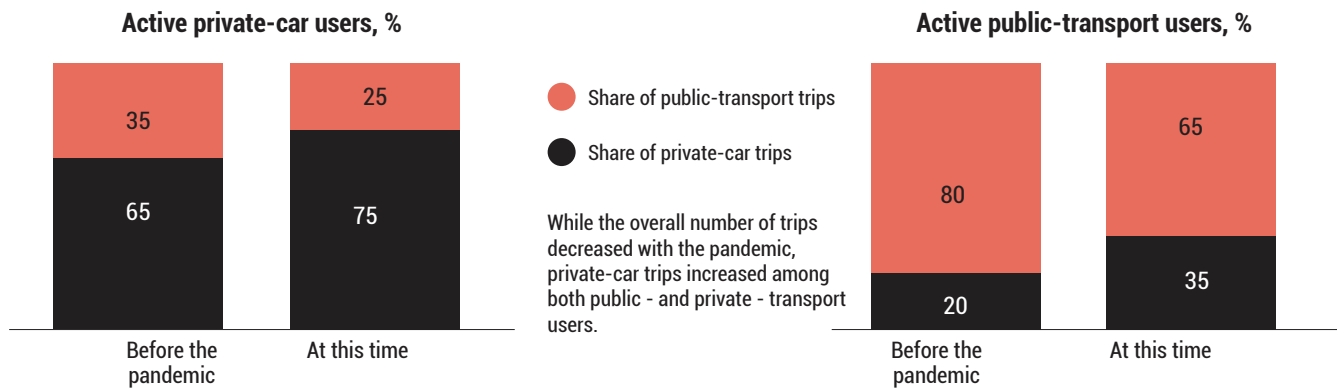 Active private-car users, %
35
65
25
75
Before the
pandemic
At this time
Share of public-transport trips
Share of private-car trips
While the overall number of trips
decreased with the pandemic,
private-car trips increased among
both public - and private - transport
users.
Active public-transport users, %
80
20
65
35
Before the
pandemic
At this time